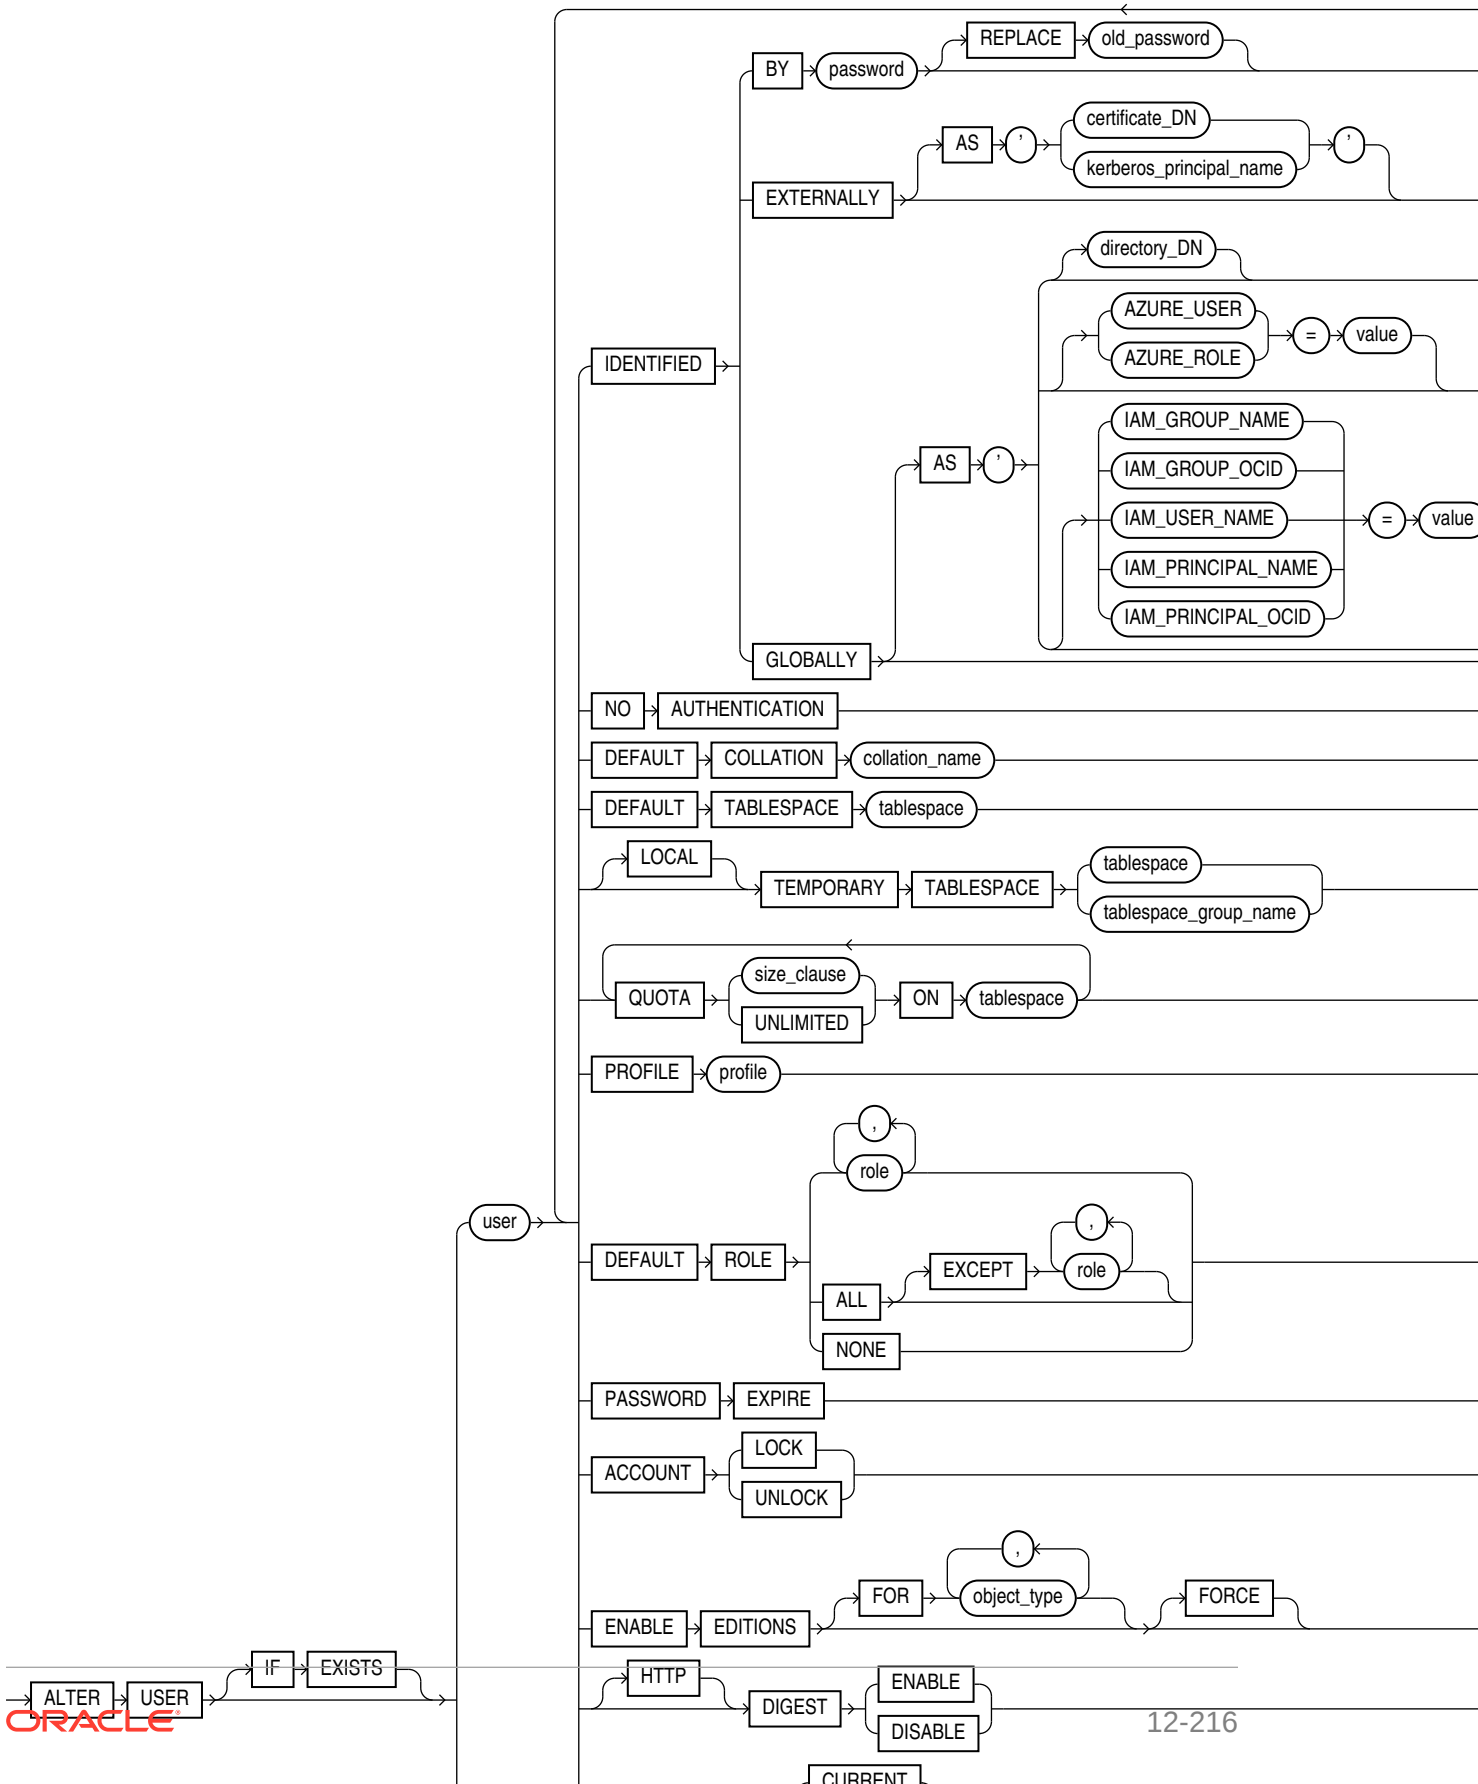 REPLACE old_password
BY password
AS ' certificate_DN '
kerberos_principal_name
EXTERNALLY
directory_DN
AZURE_USER
= value
AZURE_ROLE
IDENTIFIED
IAM_GROUP_NAME
AS ' IAM_GROUP_OCID
IAM_USER_NAME = value
IAM_PRINCIPAL_NAME
IAM_PRINCIPAL_OCID
GLOBALLY
NO AUTHENTICATION
DEFAULT COLLATION collation_name
DEFAULT TABLESPACE tablespace
LOCAL
TEMPORARY TABLESPACE tablespace
tablespace_group_name
size_clause
QUOTA ON tablespace
UNLIMITED
PROFILE profile
,
role
user
,
DEFAULT ROLE EXCEPT role
ALL
NONE
PASSWORD EXPIRE
LOCK
ACCOUNT
UNLOCK
,
FOR object_type FORCE
ENABLE EDITIONS
IF EXISTS
HTTP ENABLE
ALTER USER
DIGEST
DISABLE
ORACLE
12-216
CURRENT